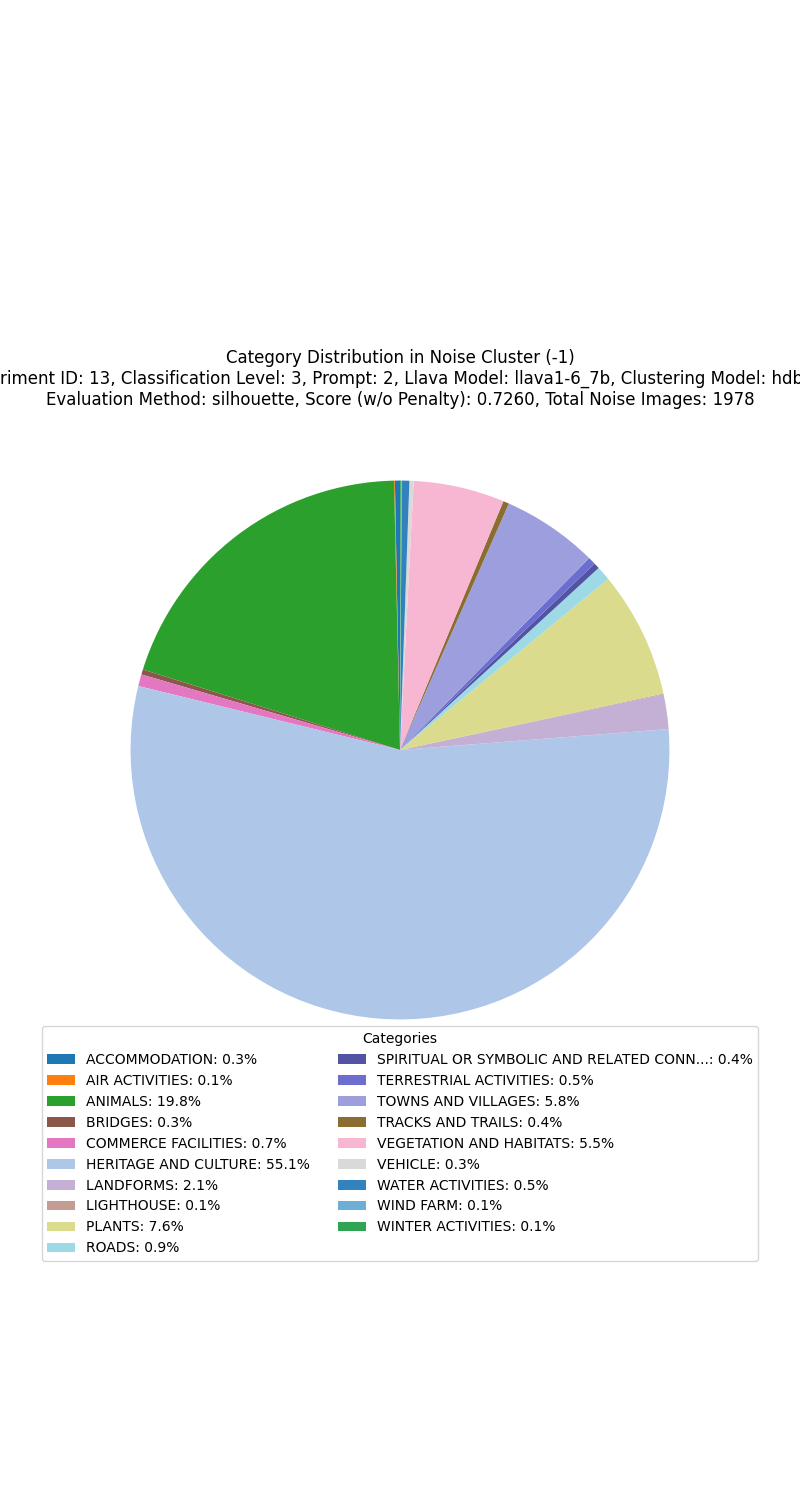 Category Distribution in Noise Cluster (-1)
riment ID: 13, Classification Level: 3, Prompt: 2, Llava Model: llava1-6_7b, Clustering Model: hdb
Evaluation Method: silhouette, Score (w/o Penalty): 0.7260, Total Noise Images: 1978
Categories
ACCOMMODATION: 0.3%
AIR ACTIVITIES: 0.1%
ANIMALS: 19.8%
BRIDGES: 0.3%
COMMERCE FACILITIES: 0.7%
HERITAGE AND CULTURE: 55.1%
LANDFORMS: 2.1%
LIGHTHOUSE: 0.1%
PLANTS: 7.6%
ROADS: 0.9%
SPIRITUAL OR SYMBOLIC AND RELATED CONN...: 0.4%
TERRESTRIAL ACTIVITIES: 0.5%
TOWNS AND VILLAGES: 5.8%
TRACKS AND TRAILS: 0.4%
VEGETATION AND HABITATS: 5.5%
VEHICLE: 0.3%
WATER ACTIVITIES: 0.5%
WIND FARM: 0.1%
WINTER ACTIVITIES: 0.1%